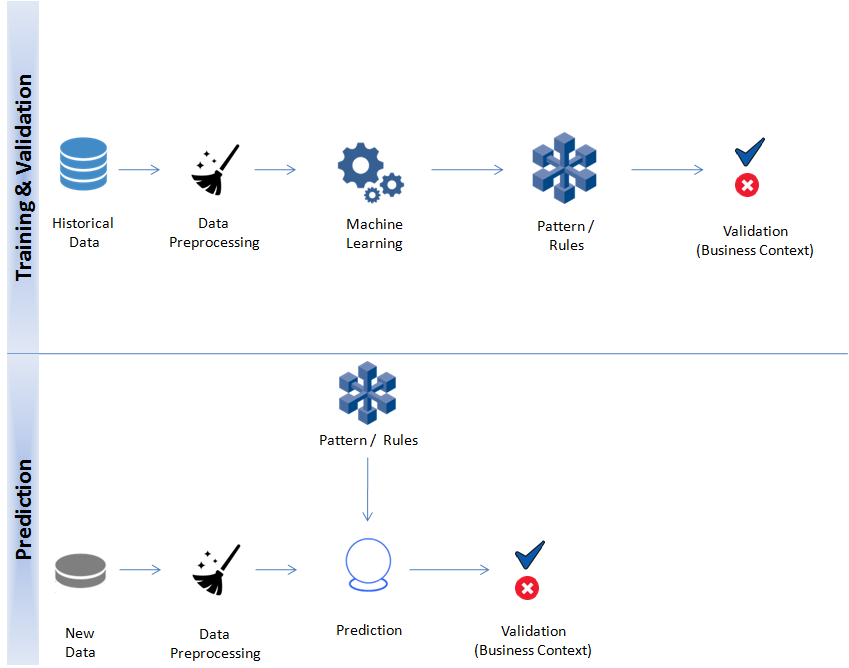 Training & Validation
Historical
Data
Data
Preprocessing
Machine
Learning
Pattern /
Rules
Validation
(Business Context)
Prediction
Pattern /  Rules
New
Data
Data
Preprocessing
Prediction
Validation
(Business Context)